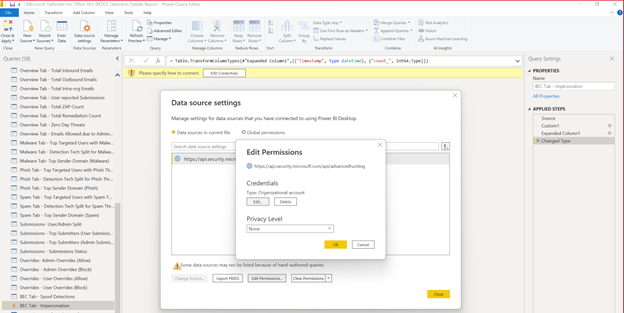 Microsoft Defender for Office 365 (MDO) Detection Details Report - Power Query Editor
File Home Transform Add Column View Tools Help
Close & Apply
New Source
Recent Sources
Enter Data
Data source settings
Manage Parameters
Refresh Preview
Properties
Advanced Editor
Manage
Choose Columns
Remove Columns
Keep Rows
Remove Rows
Split Column
Group By
Data Type: Any
Use First Row as Headers
Replace Values
Merge Queries
Append Queries
Combine Files
Text Analytics
Vision
Azure Machine Learning
Close
New Query
Data Sources
Parameters
Query
Manage Columns
Reduce Rows
Sort
Transform
Combine
AI Insights
Queries [58]
= Table.TransformColumnTypes(#"Expanded Column1",{{"Timestamp", type datetime}, {"count_", Int64.Type}})
Please specify how to connect.
Edit Credentials
Overview Tab - Total Inbound Emails
Overview Tab - Total Outbound Emails
Overview Tab - Total Intra-org Emails
Overview Tab - User reported Submissions
Overview Tab - Total ZAP Count
Overview Tab - Total Remediation Count
Overview Tab - Zero Day Threats
Overview Tab - Emails Allowed due to Admin...
Malware Tab - Top Targeted Users with Malw...
Malware Tab - Detection Tech Split for Malw...
Malware Tab - Top Sender Domain (Malware)
Phish Tab - Top Targeted Users with Phish Th...
Phish Tab - Detection Tech Split for Phish Thr...
Phish Tab - Top Sender Domain (Phish)
Spam Tab - Top Targeted Users with Spam T...
Spam Tab - Detection Tech Split for Spam Th...
Spam Tab - Top Sender Domain (Spam)
Submissions- User/Admin Split
Submissions - Top Submitters (User Submissi...
Submissions - Top Submitters (Admin Submis...
Submissions - Submissions Status
Overrides- Admin Overrides (Allow)
Overrides - Admin Overrides (Block)
Overrides - User Overrides (Allow)
Overrides - User Overrides (Block)
BEC Tab - Spoof Detections
BEC Tab - Impersonation
Data source settings
Manage settings for data sources that you have connected to using Power BI Desktop.
Data sources in current file
Global permissions
Search data source settings
https://api.security.micros
Some data sources may not be listed because of hand-authored queries.
Change Source...
Export PBIDS
Edit Permissions...
Clear Permissions
Close
Edit Permissions
https://api.security.microsoft.com/api/advancedhunting
Credentials
Type: Organizational account
Edit...
Delete
Privacy Level
None
OK
Cancel
Query Settings
PROPERTIES
Name
BEC Tab - Impersonation
All Properties
APPLIED STEPS
Source
Custom1
Expanded Column1
Changed Type